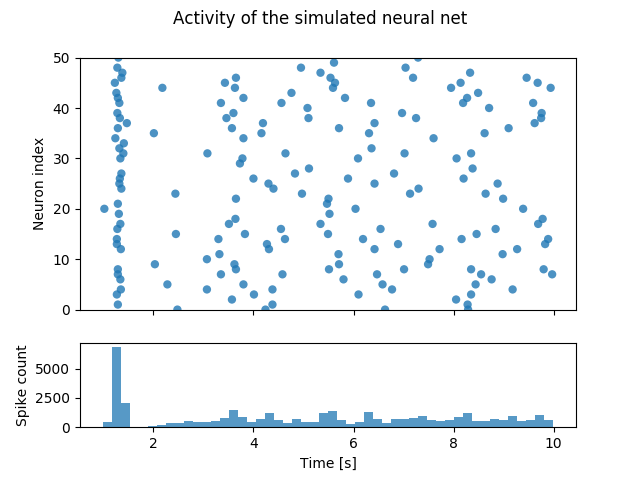 Activity of the simulated neural net
50
40
30
20
10
0
Neuron index
5000
2500
0
Spike count
2 4 6 8 10
Time [s]